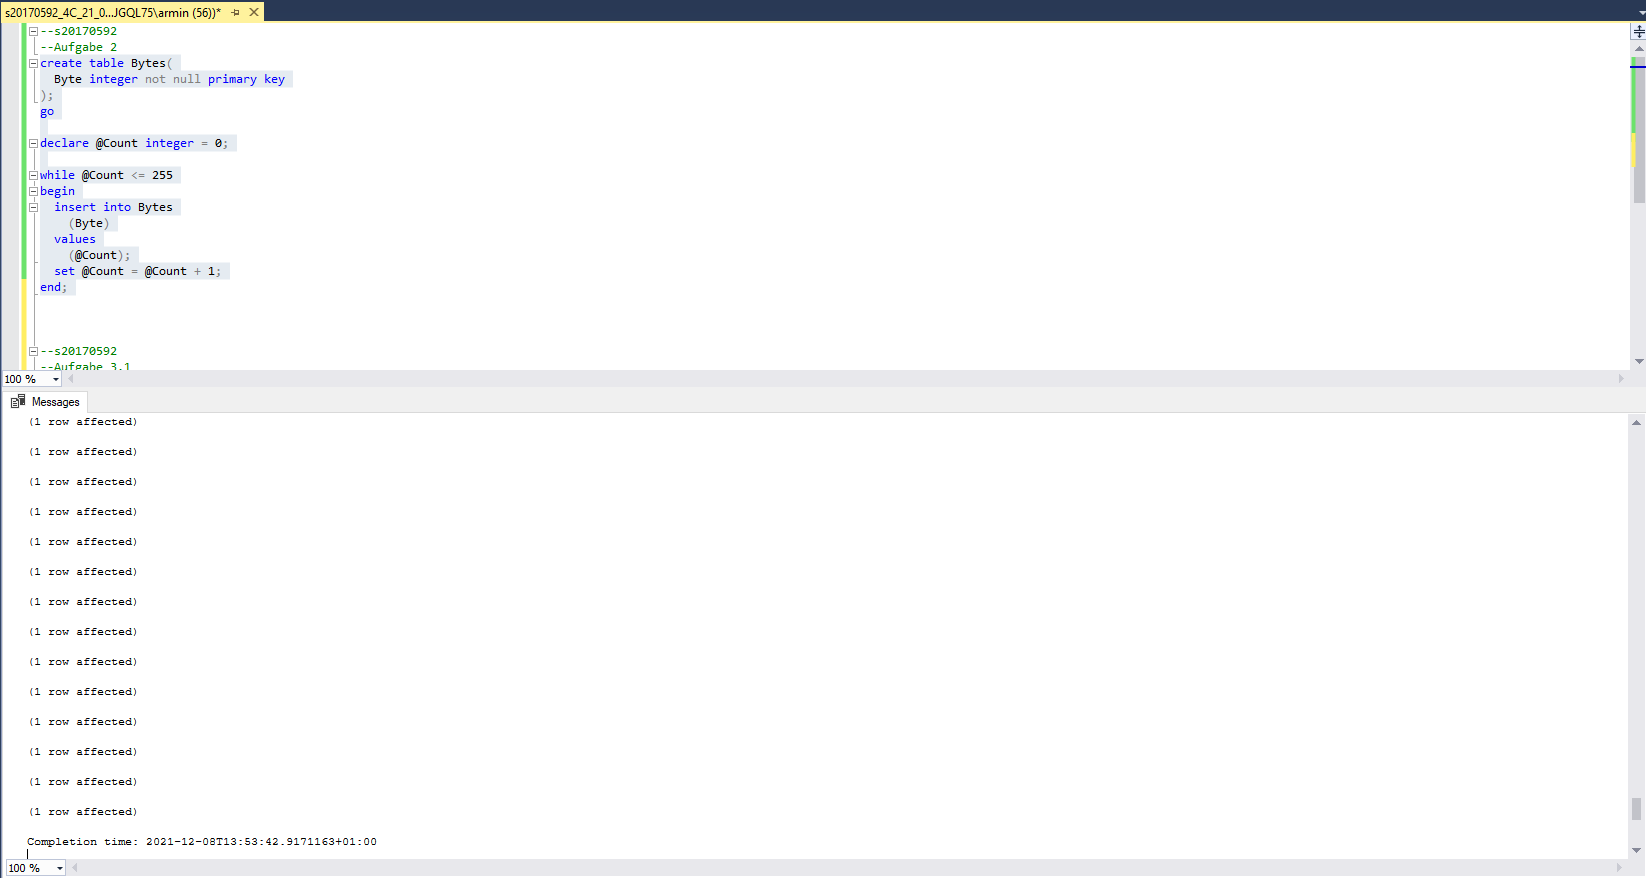 s20170592_4C_21_0...JGQL75\armin (56))*
--s20170592
--Aufgabe 2
create table Bytes(
  Byte integer not null primary key
);
go
declare @Count integer = 0;
while @Count <= 255
begin
  insert into Bytes
    (Byte)
  values
    (@Count);
  set @Count = @Count + 1;
end;
--s20170592
--Aufgabe 3.1
100 %
Messages
(1 row affected)
(1 row affected)
(1 row affected)
(1 row affected)
(1 row affected)
(1 row affected)
(1 row affected)
(1 row affected)
(1 row affected)
(1 row affected)
(1 row affected)
(1 row affected)
(1 row affected)
(1 row affected)
Completion time: 2021-12-08T13:53:42.9171163+01:00
100 %